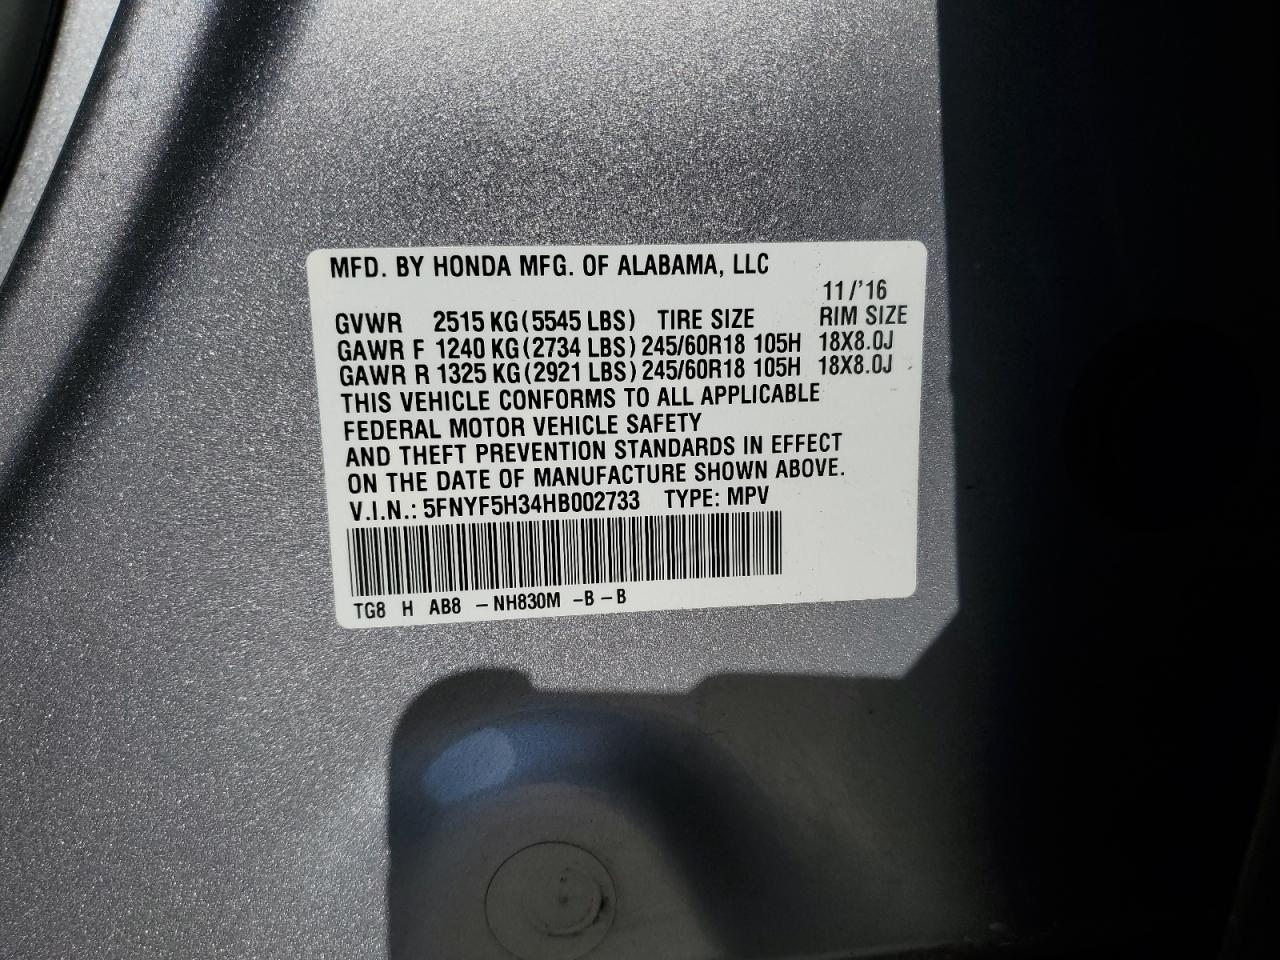 MFD. BY HONDA MFG. OF ALABAMA, LLC
11/'16
GVWR 2515 KG (5545 LBS) TIRE SIZE RIM SIZE
GAWR F 1240 KG (2734 LBS) 245/60R18 105H 18X8.0J
GAWR R 1325 KG (2921 LBS) 245/60R18 105H 18X8.0J
THIS VEHICLE CONFORMS TO ALL APPLICABLE
FEDERAL MOTOR VEHICLE SAFETY
AND THEFT PREVENTION STANDARDS IN EFFECT
ON THE DATE OF MANUFACTURE SHOWN ABOVE.
V.I.N.: 5FNYF5H34HB002733 TYPE: MPV
TG8 H AB8 -NH830M -B-B